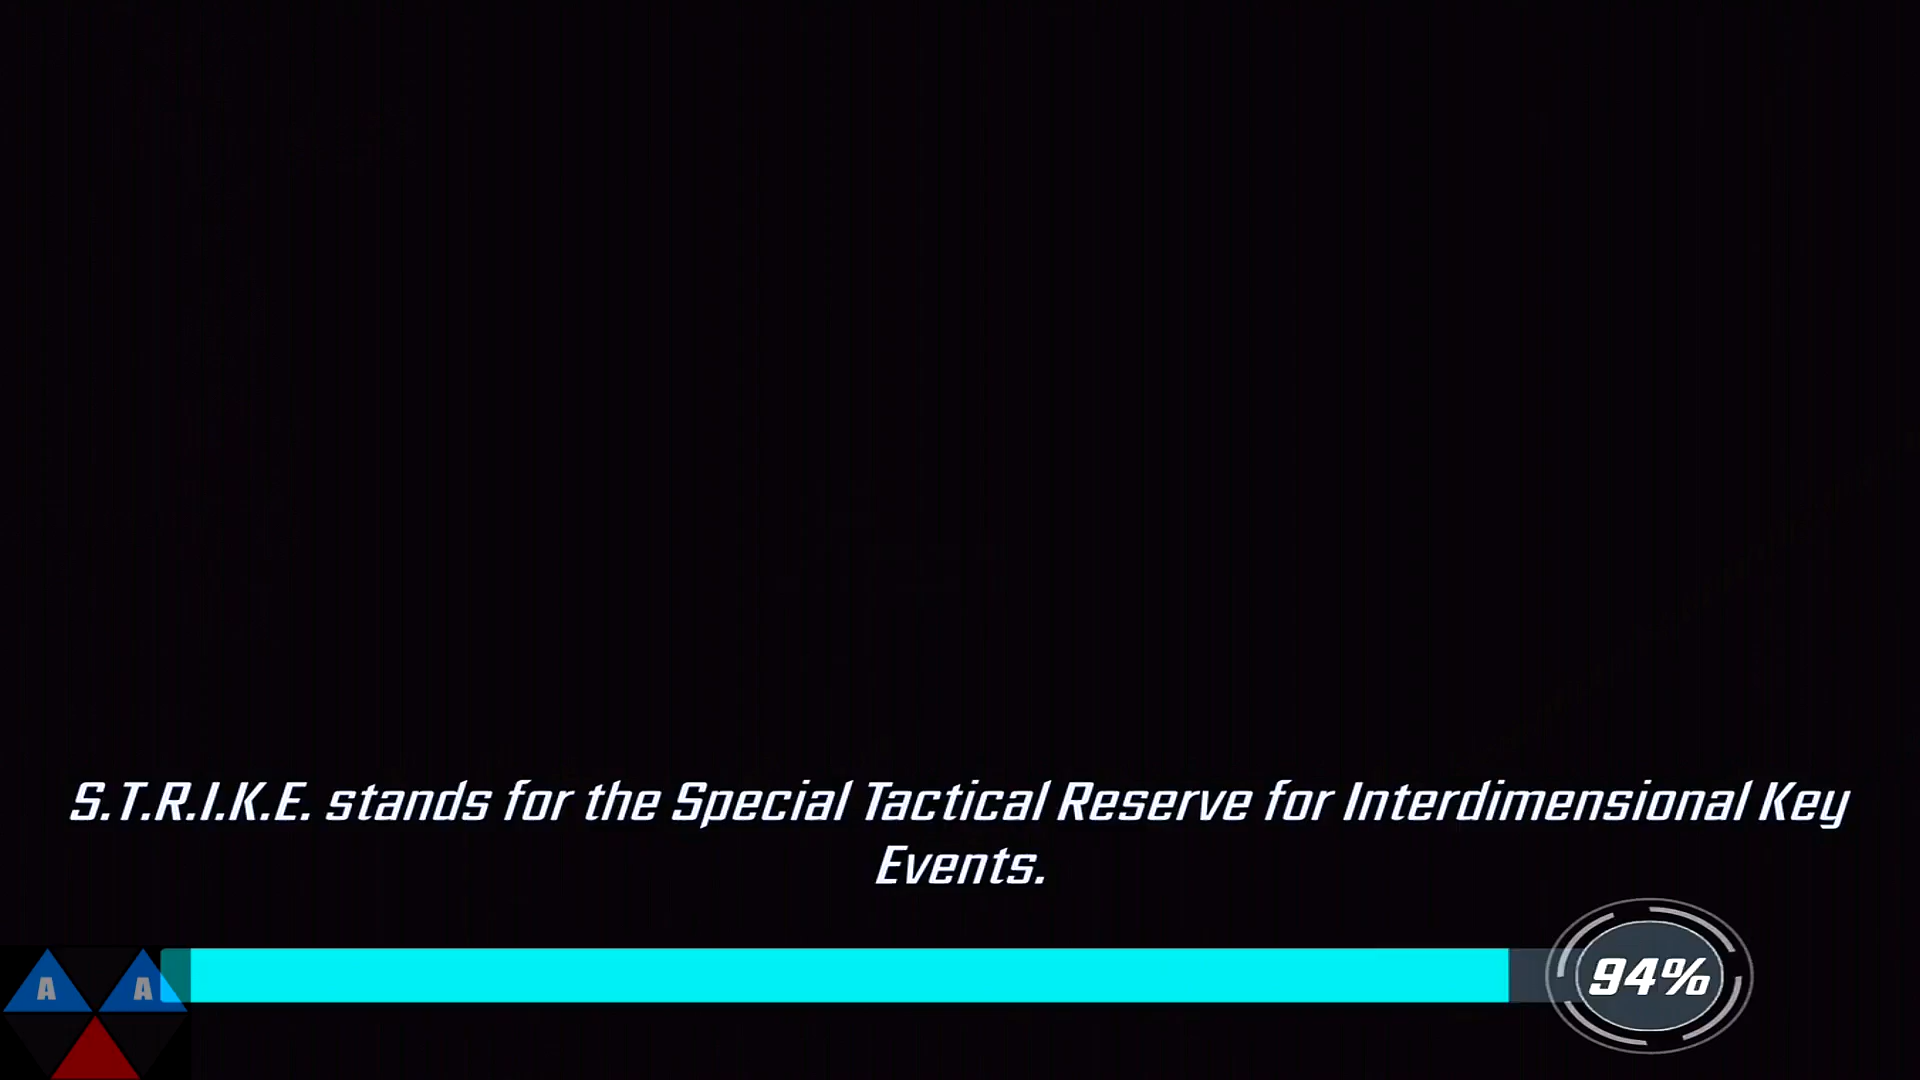 S.T.R.I.K.E. stands for the Special Tactical Reserve for Interdimensional Key
Events.
94%
A A